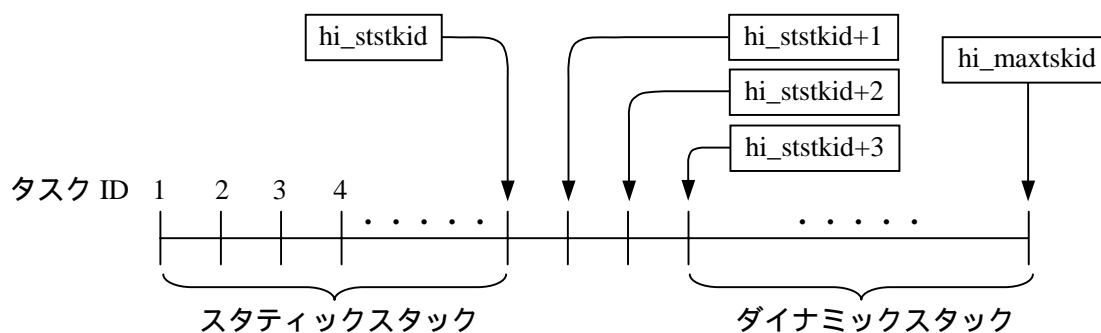 hi_ststkid
hi_ststkid+1
hi_ststkid+2
hi_ststkid+3
hi_maxtskid
タスク ID 1 2 3 4 ・・・・・ ・・・・・
スタティックスタック ダイナミックスタック